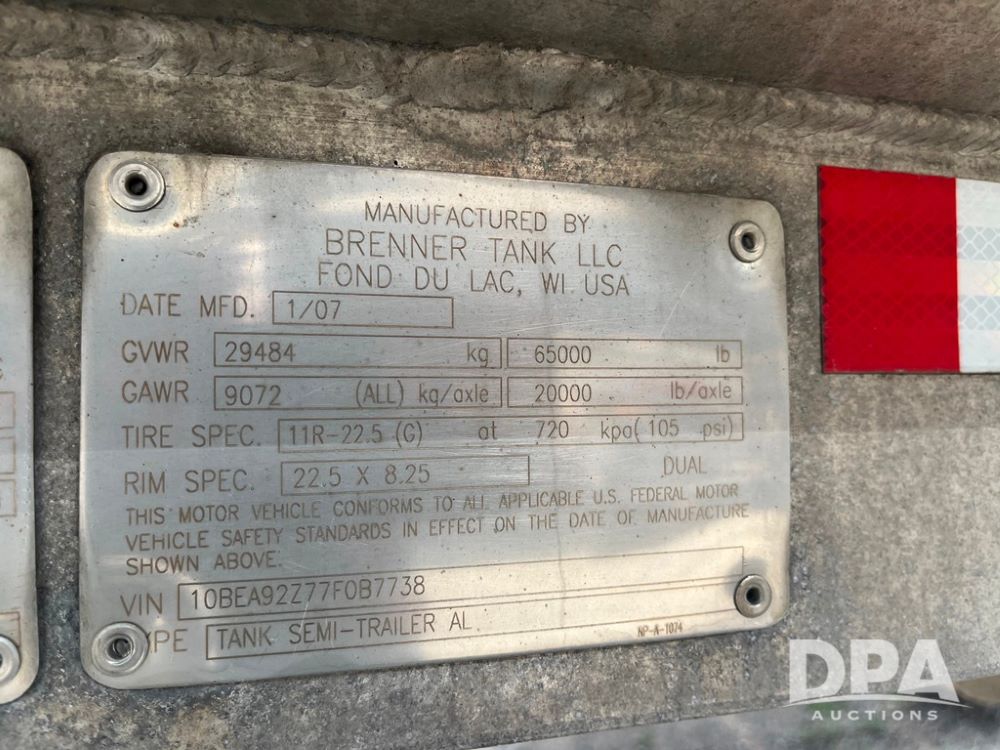 MANUFACTURED BY
BRENNER TANK LLC
FOND DU LAC, WI USA
DATE MFD. 1/07
GVWR 29484 kg 65000 lb
GAWR 9072 (ALL) kg/axle 20000 lb/axle
TIRE SPEC. 11R-22.5 (G) at 720 kpa( 105 psi)
RIM SPEC. 22.5 X 8.25 DUAL
THIS MOTOR VEHICLE CONFORMS TO ALL APPLICABLE U.S. FEDERAL MOTOR
VEHICLE SAFETY STANDARDS IN EFFECT ON THE DATE OF MANUFACTURE
SHOWN ABOVE.
VIN 10BEA92Z77F0B7738
TYPE TANK SEMI-TRAILER AL
NP-A-1074
DPA
AUCTIONS